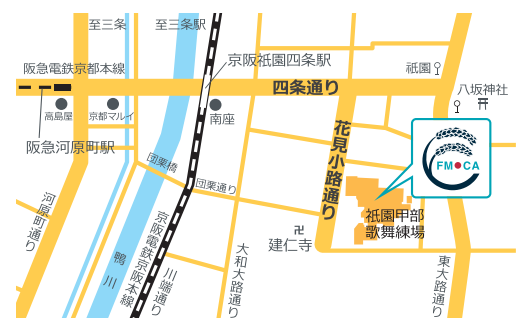 至三条
至三条駅
京阪祇園四条駅
阪急電鉄京都本線
祇園
四条通り
八坂神社
高島屋
京都マルイ
南座
阪急河原町駅
花見小路通り
FM●CA
団栗橋
団栗通り
河原町通り
祇園甲部
歌舞練場
建仁寺
京阪電鉄京阪本線
鴨川
川端通り
大和大路通り
東大路通り